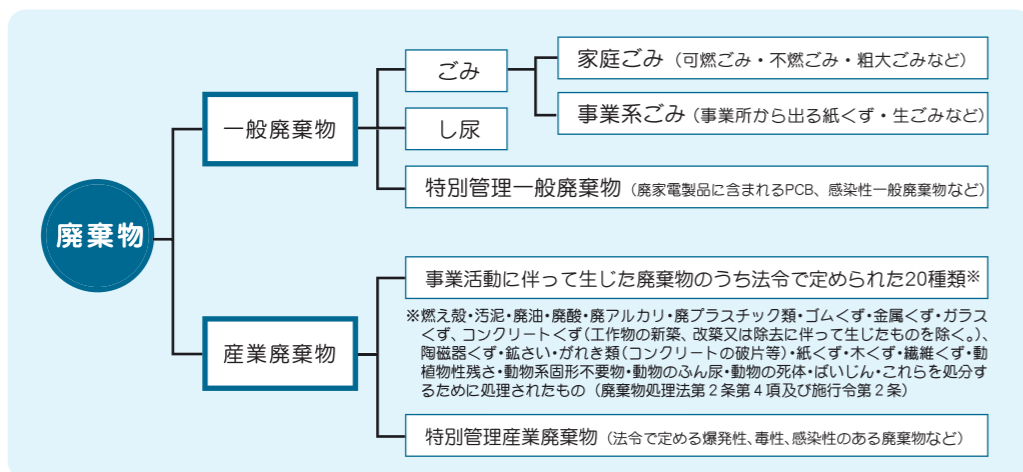 廃棄物
一般廃棄物
ごみ
家庭ごみ（可燃ごみ・不燃ごみ・粗大ごみなど）
事業系ごみ（事業所から出る紙くず・生ごみなど）
し尿
特別管理一般廃棄物（廃家電製品に含まれるPCB、感染性一般廃棄物など）
産業廃棄物
事業活動に伴って生じた廃棄物のうち法令で定められた20種類※
※燃え殻・汚泥・廃油・廃酸・廃アルカリ・廃プラスチック類・ゴムくず・金属くず・ガラス
くず、コンクリートくず（工作物の新築、改築又は除去に伴って生じたものを除く。）、
陶磁器くず・鉱さい・がれき類（コンクリートの破片等）・紙くず・木くず・繊維くず・動
植物性残さ・動物系固形不要物・動物のふん尿・動物の死体・ばいじん・これらを処分す
るために処理されたもの（廃棄物処理法第２条第４項及び施行令第２条）
特別管理産業廃棄物（法令で定める爆発性、毒性、感染性のある廃棄物など）